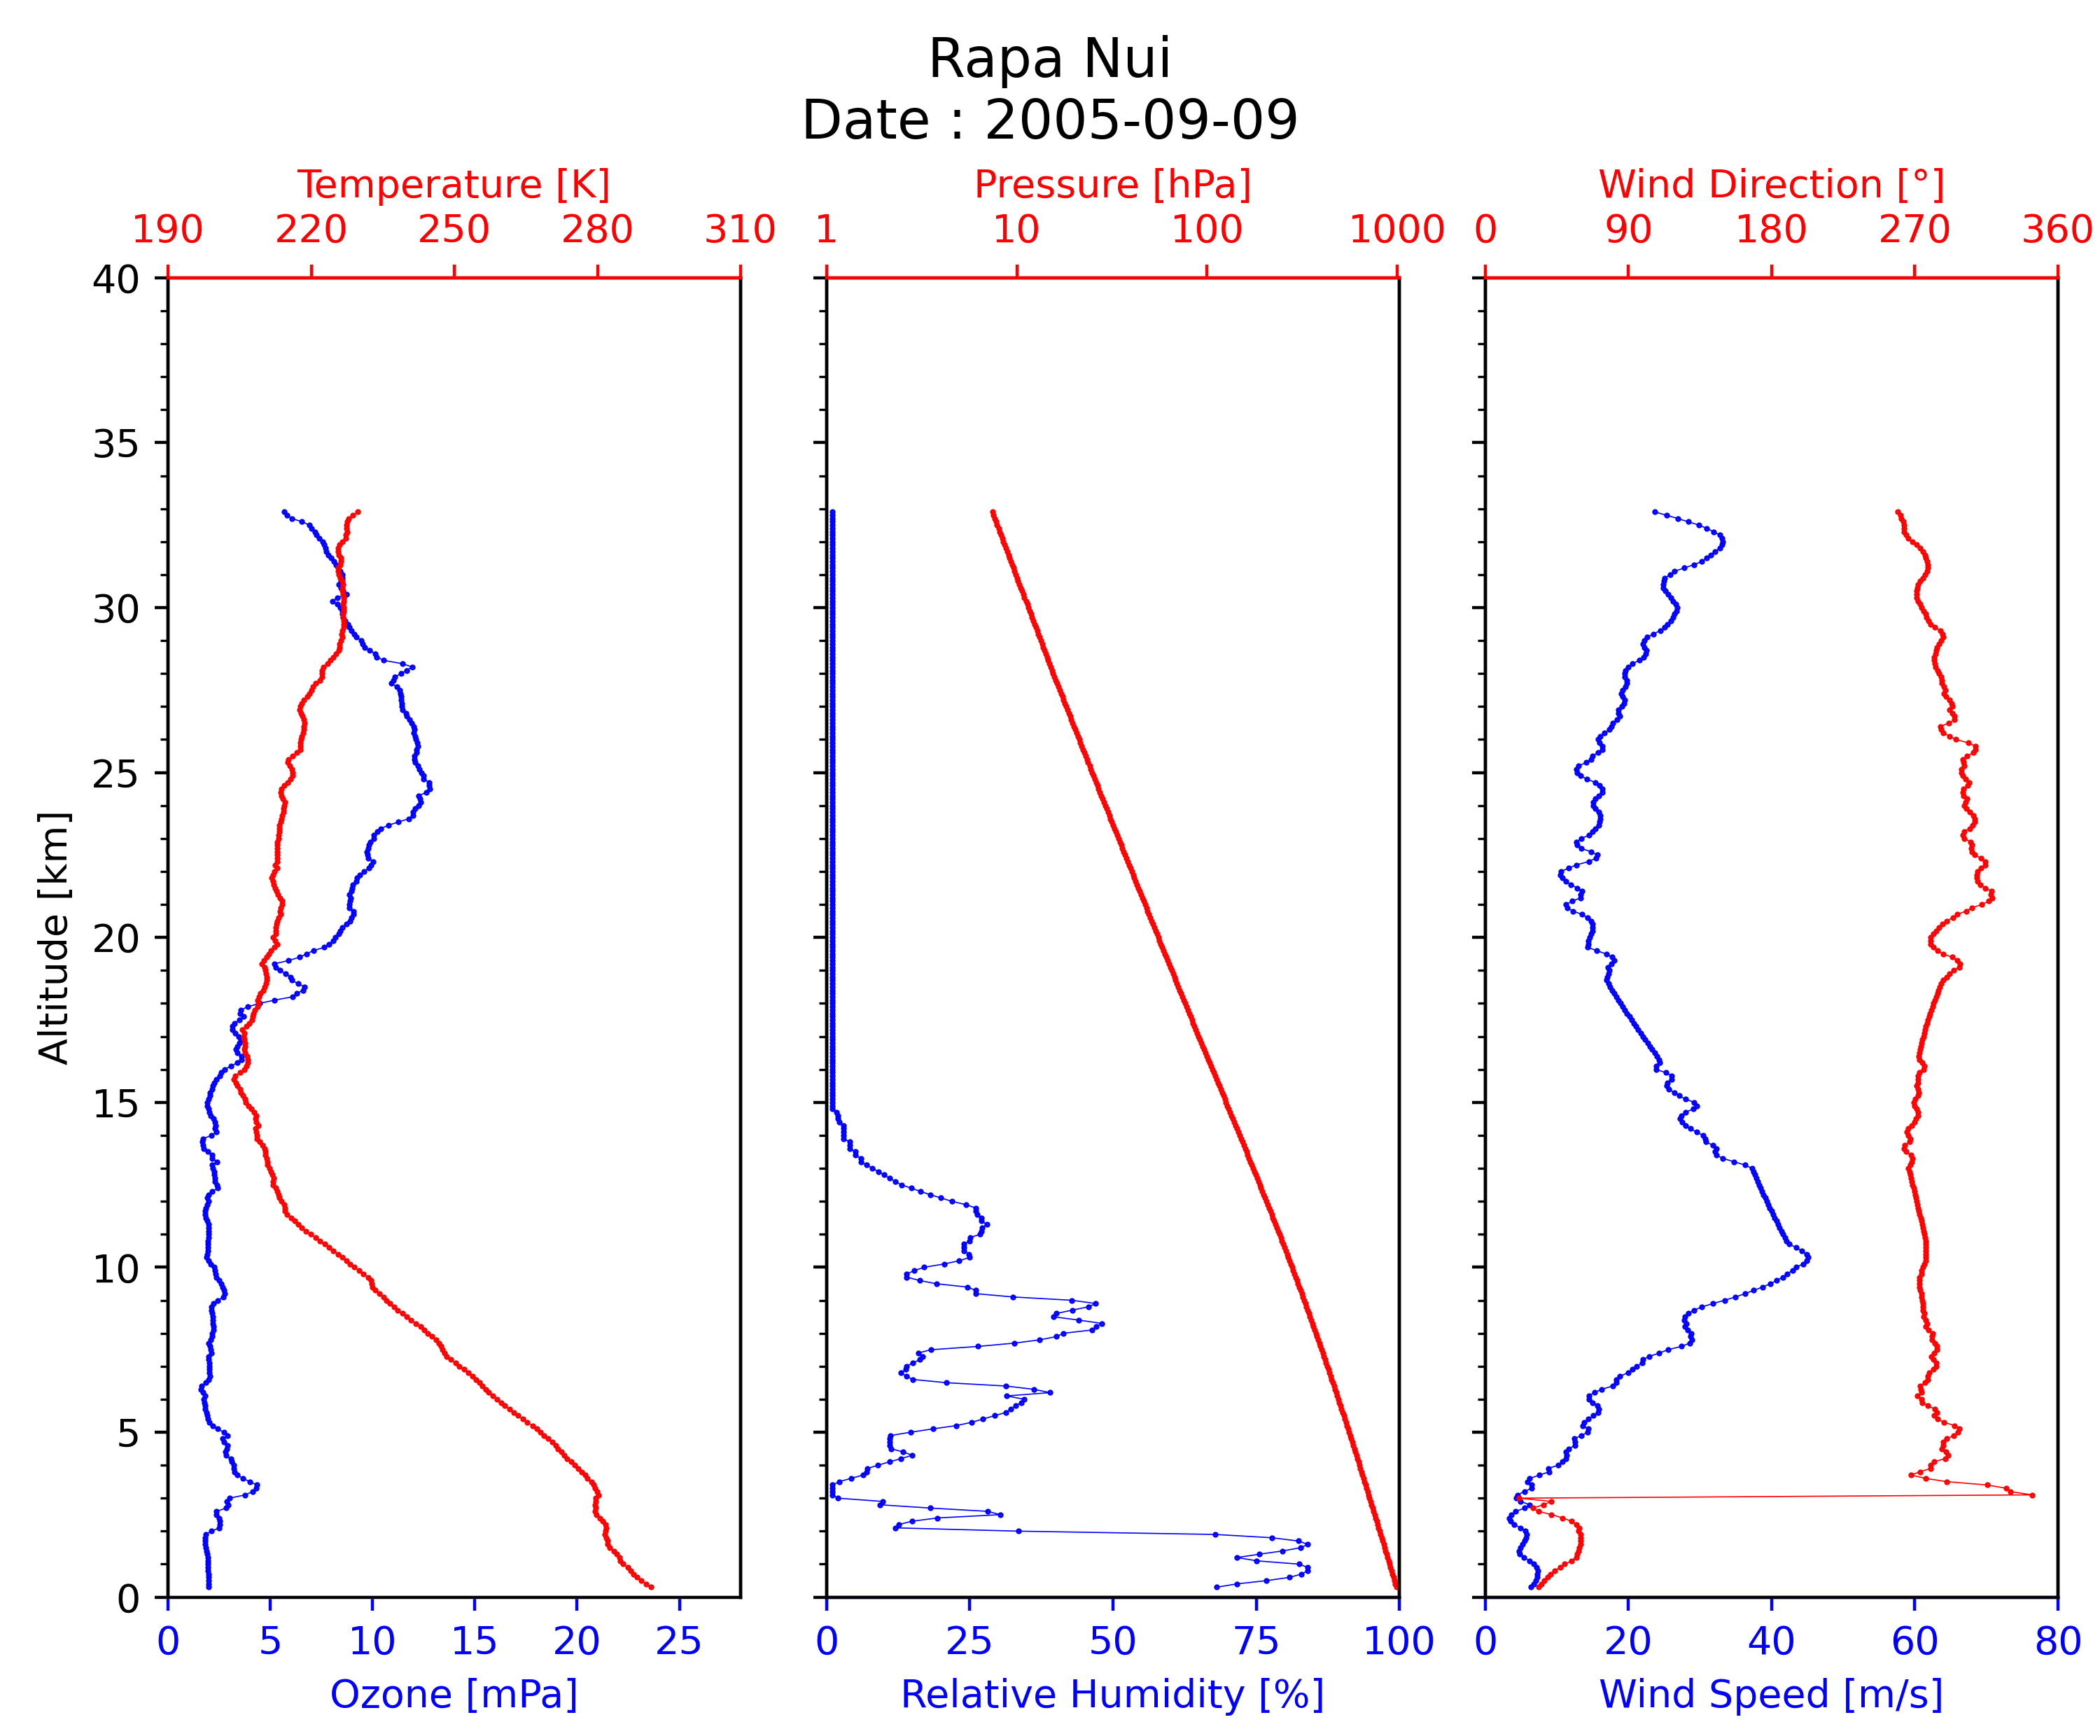 Rapa Nui
Date : 2005-09-09
Temperature [K]
190 220 250 280 310
Pressure [hPa]
1 10 100 1000
Wind Direction [°]
0 90 180 270 360
Altitude [km]
40
35
30
25
20
15
10
5
0
0 5 10 15 20 25
Ozone [mPa]
0 25 50 75 100
Relative Humidity [%]
0 20 40 60 80
Wind Speed [m/s]